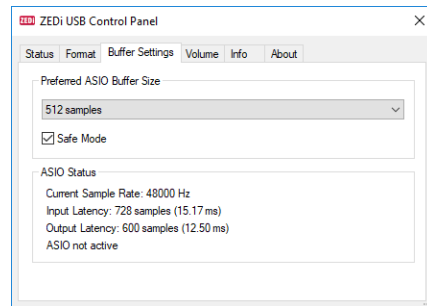 ZEDi ZEDi USB Control Panel
Status Format Buffer Settings Volume Info About
Preferred ASIO Buffer Size
512 samples
Safe Mode
ASIO Status
Current Sample Rate: 48000 Hz
Input Latency: 728 samples (15.17 ms)
Output Latency: 600 samples (12.50 ms)
ASIO not active